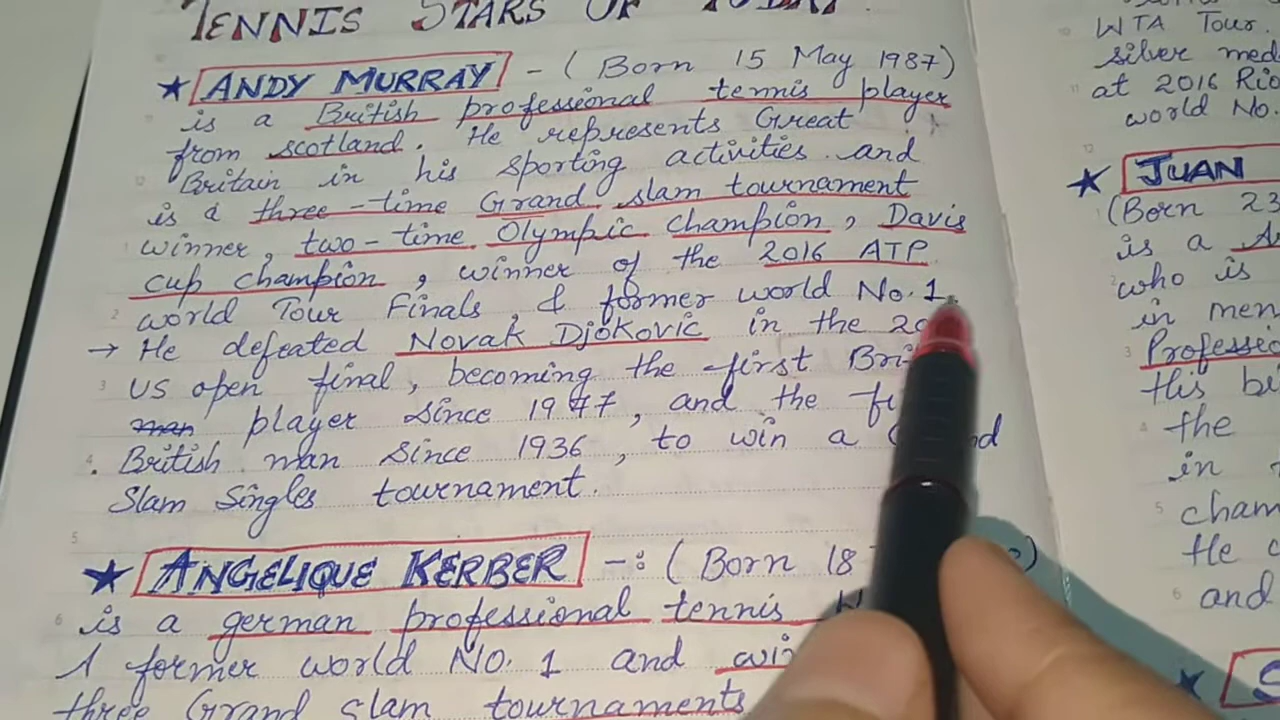 TENNIS STARS OF TODAY
★ ANDY MURRAY - (Born 15 May 1987)
is a British professional tennis player
from scotland. He represents Great
Britain in his sporting activities and
is a three-time Grand slam tournament
winner, two-time Olympic champion, Davis
cup champion, winner of the 2016 ATP
world Tour Finals, & former world No.1.
→ He defeated Novak Djokovic in the 20
US open final, becoming the first Bri
man player since 1977, and the fi
British man since 1936, to win a nd
Slam Singles tournament.
★ ANGELIQUE KERBER -: (Born 18
is a german professional tennis
former world NO. 1 and
three Grand slam tournaments
WTA Tour.
silver med
at 2016 Rio
world No.
★ JUAN
(Born 23
is a A
who is
in men
Professio
this bi
the
in
cham
He c
and
S